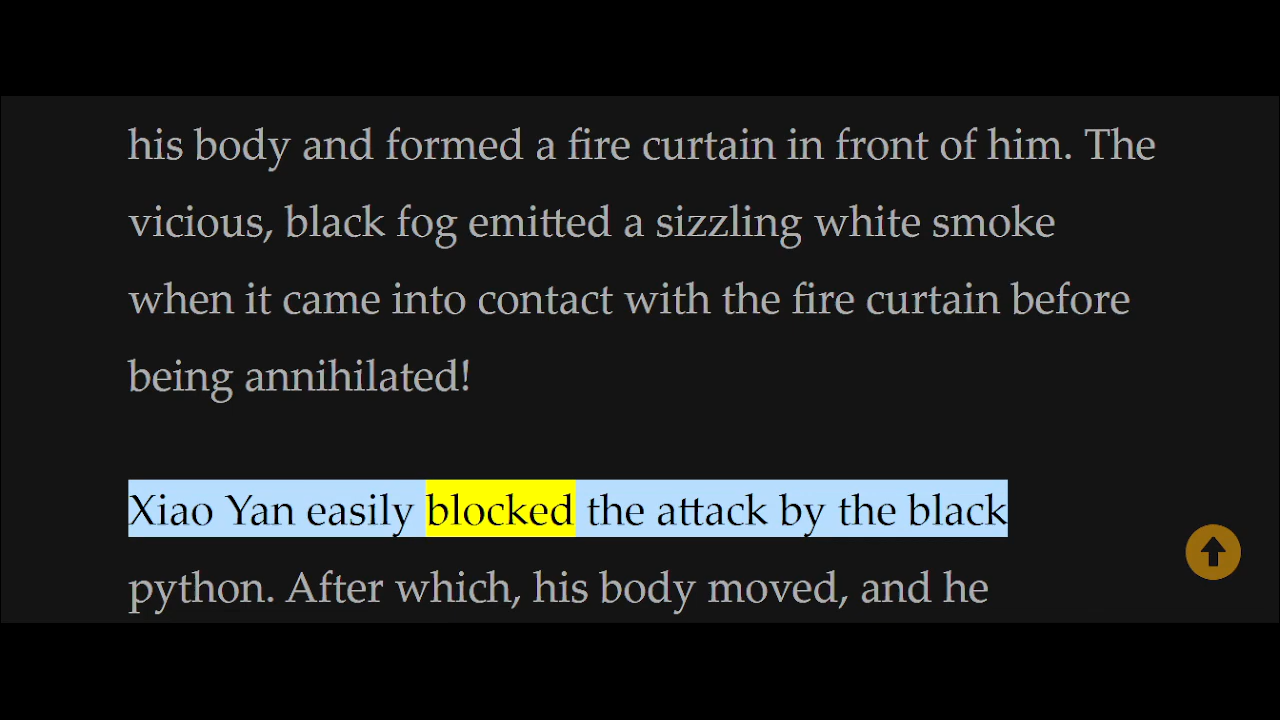 his body and formed a fire curtain in front of him. The
vicious, black fog emitted a sizzling white smoke
when it came into contact with the fire curtain before
being annihilated!
Xiao Yan easily blocked the attack by the black
python. After which, his body moved, and he